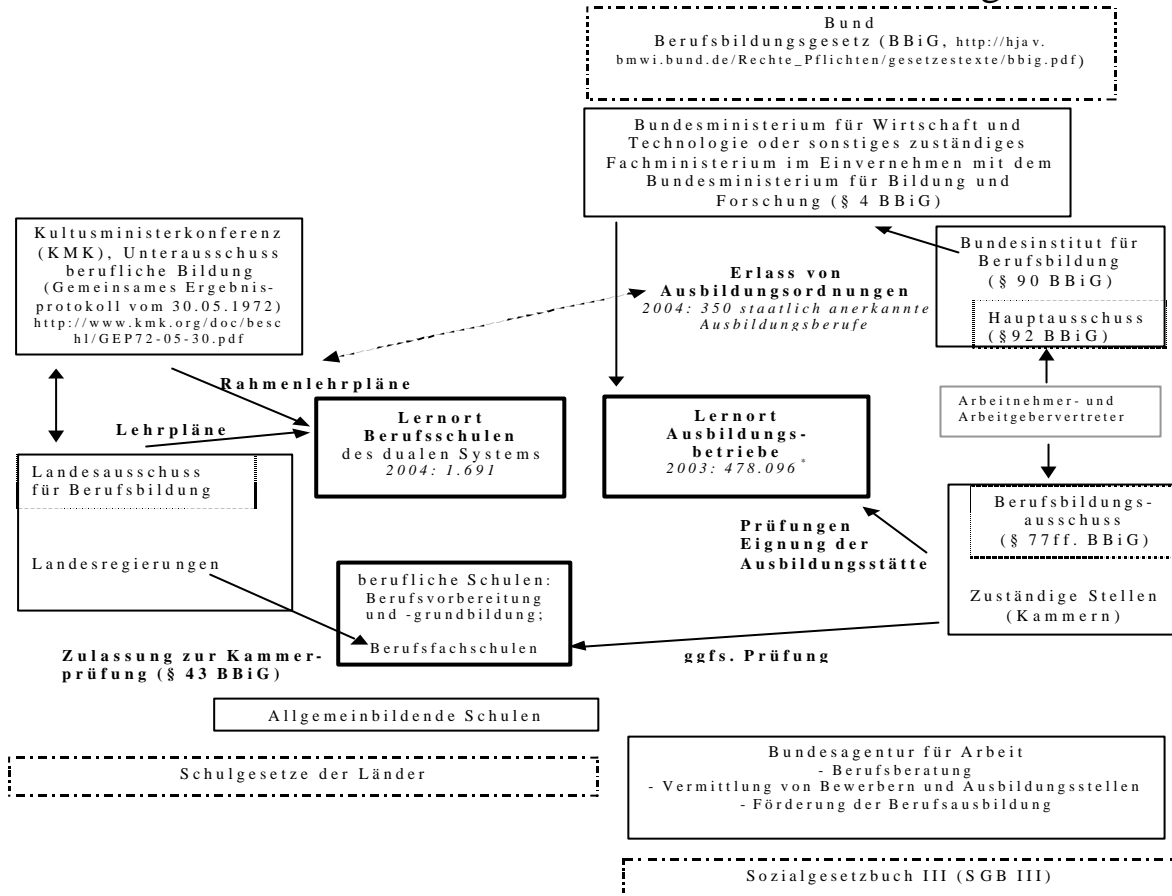 Bund
Berufsbildungsgesetz (BBiG, http://hjav.
bmwi.bund.de/Rechte_Pflichten/gesetzestexte/bbig.pdf)
Bundesministerium für Wirtschaft und
Technologie oder sonstiges zuständiges
Fachministerium im Einvernehmen mit dem
Bundesministerium für Bildung und
Forschung (§ 4 BBiG)
Kultusministerkonferenz
(KMK), Unterausschuss
berufliche Bildung
(Gemeinsames Ergebnis-
protokoll vom 30.05.1972)
http://www.kmk.org/doc/besc
hl/GEP72-05-30.pdf
Erlass von
Ausbildungsordnungen
2004: 350 staatlich anerkannte
Ausbildungsberufe
Bundesinstitut für
Berufsbildung
(§ 90 BBiG)
Hauptausschuss
(§92 BBiG)
Rahmenlehrpläne
Lehrpläne
Lernort
Berufsschulen
des dualen Systems
2004: 1.691
Lernort
Ausbildungs-
betriebe
2003: 478.096*
Arbeitnehmer- und
Arbeitgebervertreter
Landesausschuss
für Berufsbildung
Landesregierungen
Prüfungen
Eignung der
Ausbildungsstätte
Berufsbildungs-
ausschuss
(§ 77ff. BBiG)
Zuständige Stellen
(Kammern)
berufliche Schulen:
Berufsvorbereitung
und -grundbildung;
Berufsfachschulen
Zulassung zur Kammer-
prüfung (§ 43 BBiG)
ggfs. Prüfung
Allgemeinbildende Schulen
Schulgesetze der Länder
Bundesagentur für Arbeit
- Berufsberatung
- Vermittlung von Bewerbern und Ausbildungsstellen
- Förderung der Berufsausbildung
Sozialgesetzbuch III (SGB III)